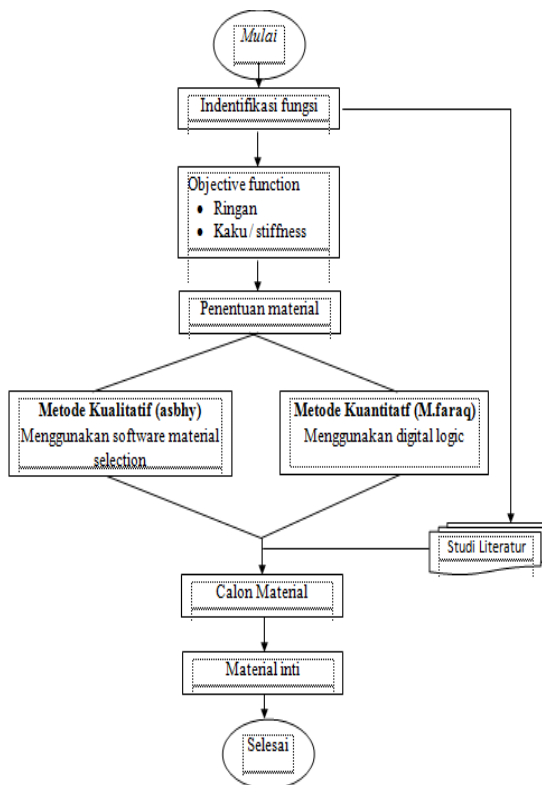 Mulai
Indentifikasi fungsi
Objective function
• Ringan
• Kaku / stiffness
Penentuan material
Metode Kualitatif (asbhy)
Menggunakan software material
selection
Metode Kuantitatf (M.faraq)
Menggunakan digital logic
Studi Literatur
Calon Material
Material inti
Selesai